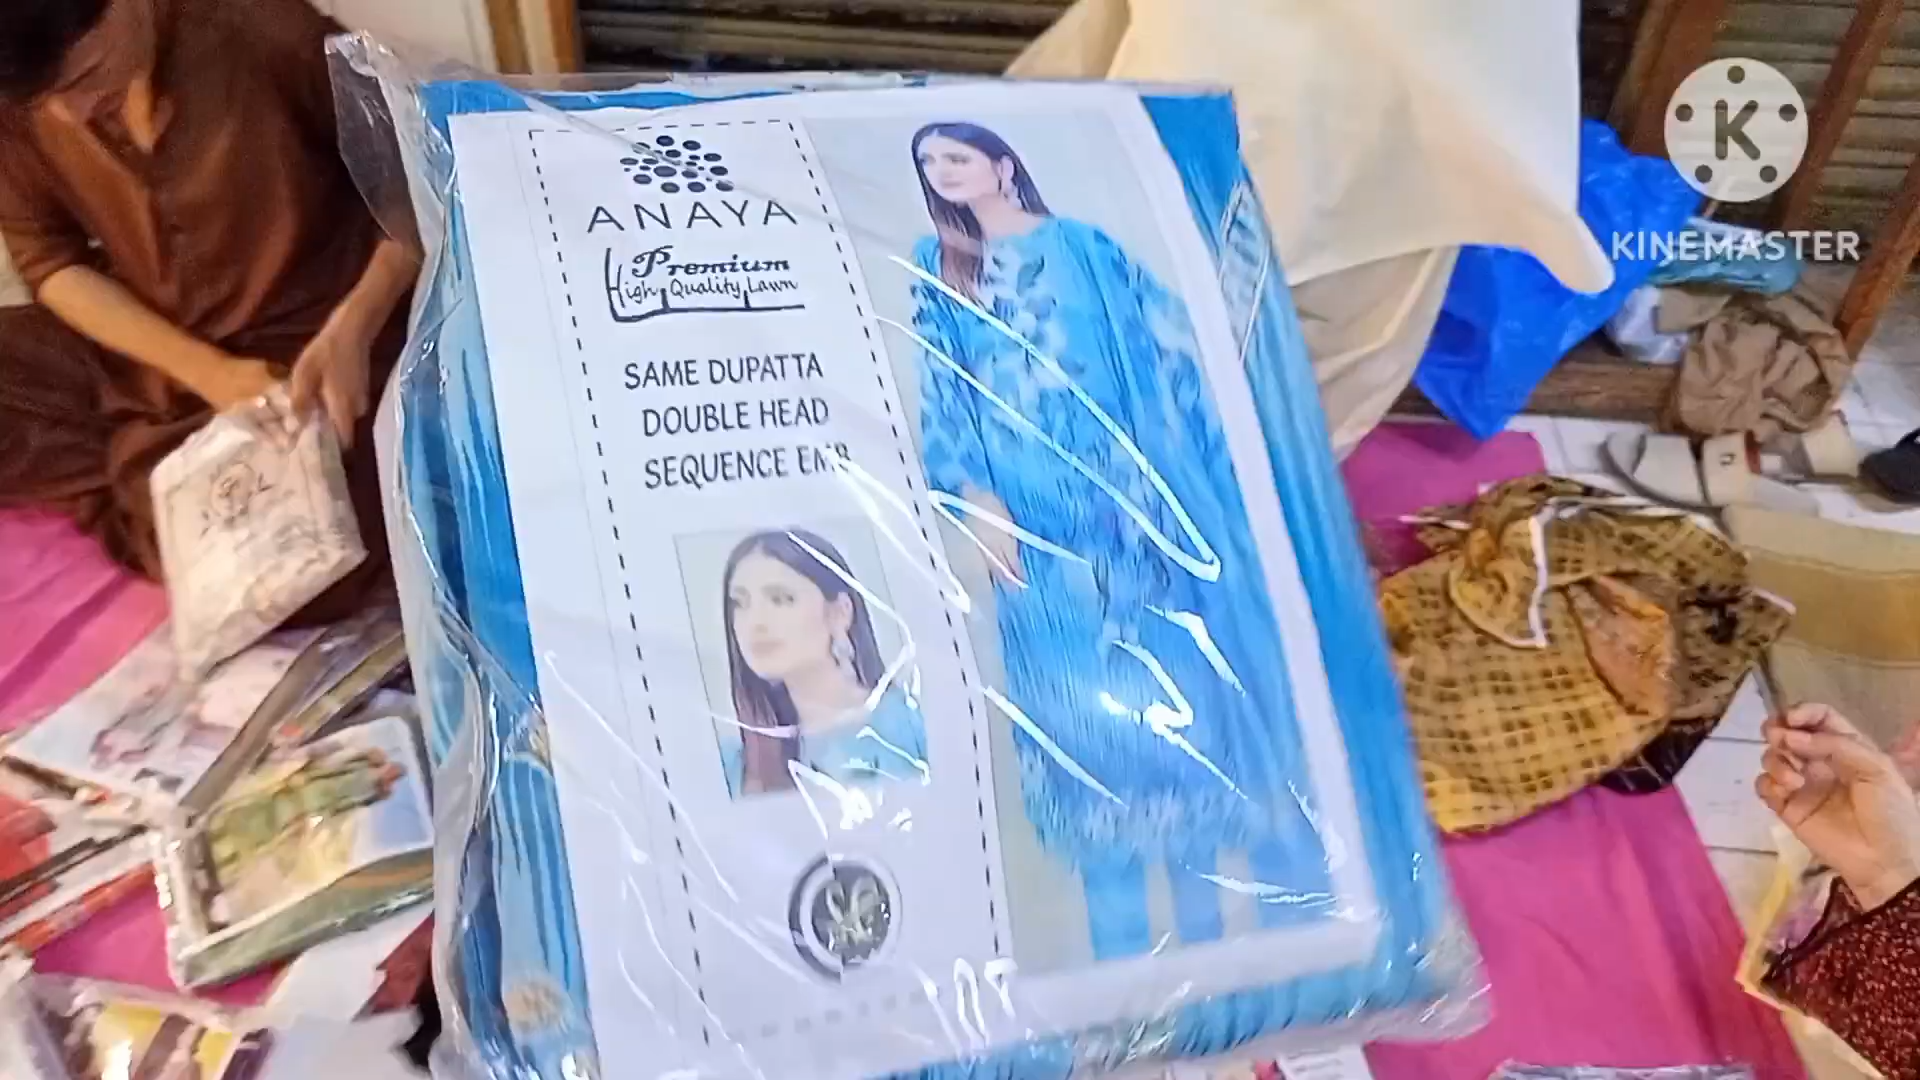 ANAYA
Premium
High Quality Lawn
SAME DUPATTA
DOUBLE HEAD
SEQUENCE EMB
K
KINEMASTER